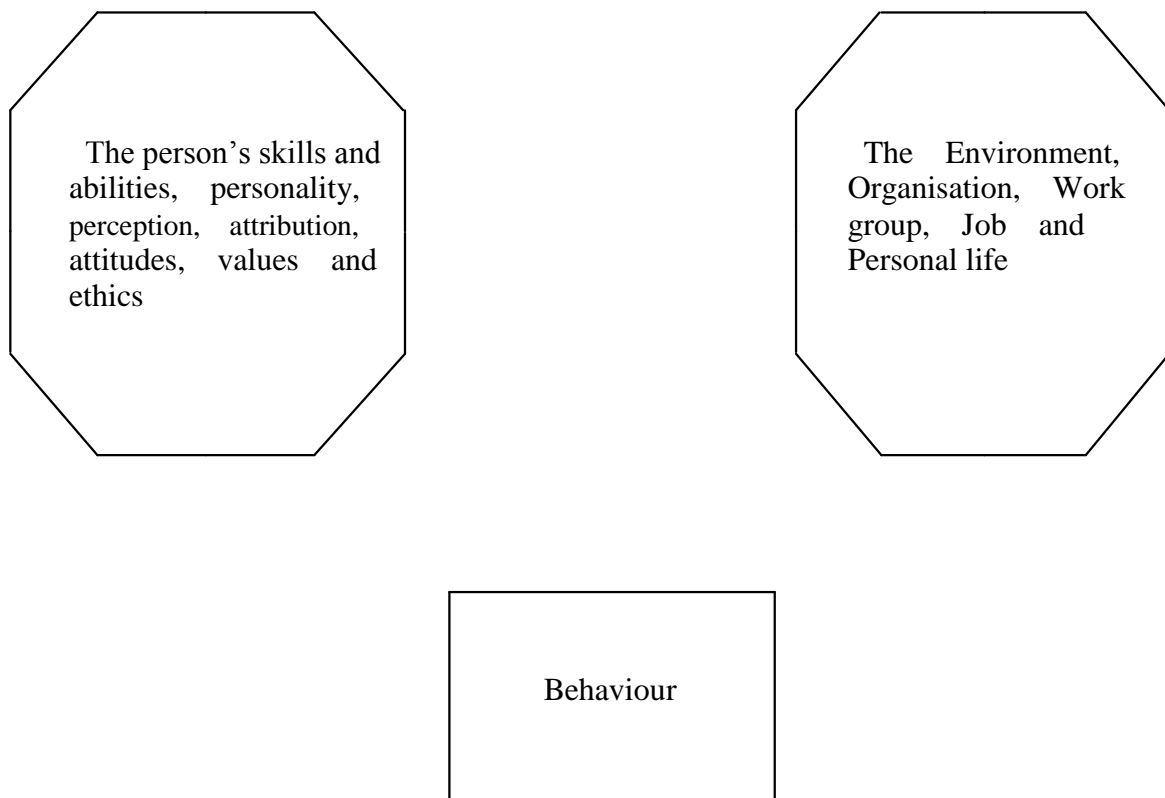 The person’s skills and
abilities, personality,
perception, attribution,
attitudes, values and
ethics
The Environment,
Organisation, Work
group, Job and
Personal life
Behaviour